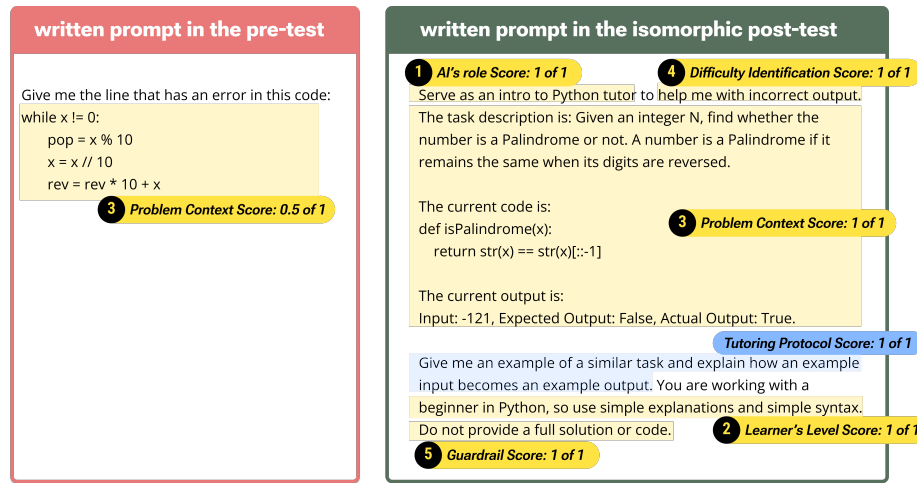 written prompt in the pre-test
Give me the line that has an error in this code:
while x != 0:
pop = x % 10
x = x // 10
rev = rev * 10 + x
3 Problem Context Score: 0.5 of 1
written prompt in the isomorphic post-test
1 AI's role Score: 1 of 1
4 Difficulty Identification Score: 1 of 1
Serve as an intro to Python tutor to help me with incorrect output.
The task description is: Given an integer N, find whether the
number is a Palindrome or not. A number is a Palindrome if it
remains the same when its digits are reversed.
The current code is:
def isPalindrome(x):
return str(x) == str(x)[::-1]
3 Problem Context Score: 1 of 1
The current output is:
Input: -121, Expected Output: False, Actual Output: True.
Tutoring Protocol Score: 1 of 1
Give me an example of a similar task and explain how an example
input becomes an example output. You are working with a
beginner in Python, so use simple explanations and simple syntax.
Do not provide a full solution or code.
2 Learner's Level Score: 1 of 1
5 Guardrail Score: 1 of 1